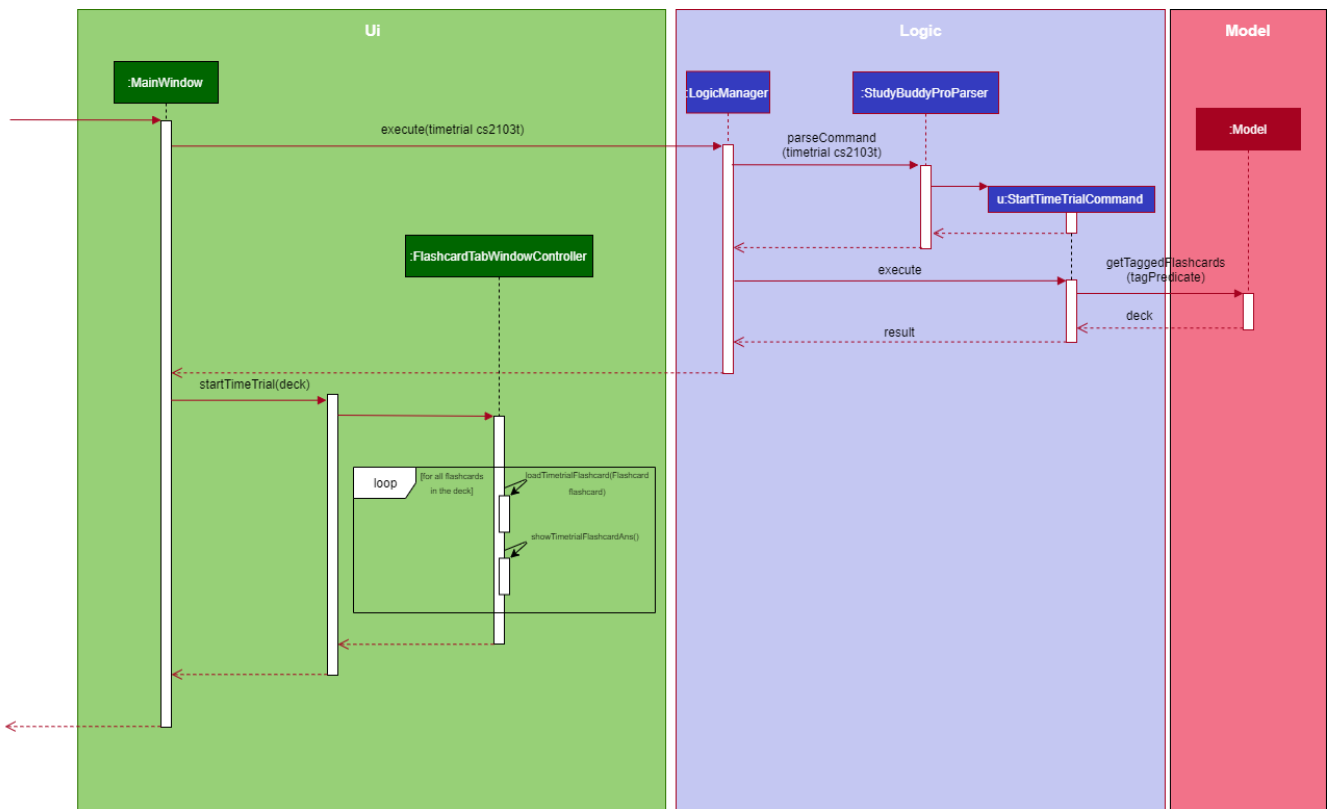 Ui
Logic
Model
:MainWindow
:LogicManager
:StudyBuddyProParser
:Model
execute(timetrial cs2103t)
parseCommand
(timetrial cs2103t)
u:StartTimeTrialCommand
:FlashcardTabWindowController
execute
getTaggedFlashcards
(tagPredicate)
deck
result
startTimeTrial(deck)
loop
[for all flashcards
in the deck]
loadTimetrialFlashcard(Flashcard
flashcard)
showTimetrialFlashcardAns()